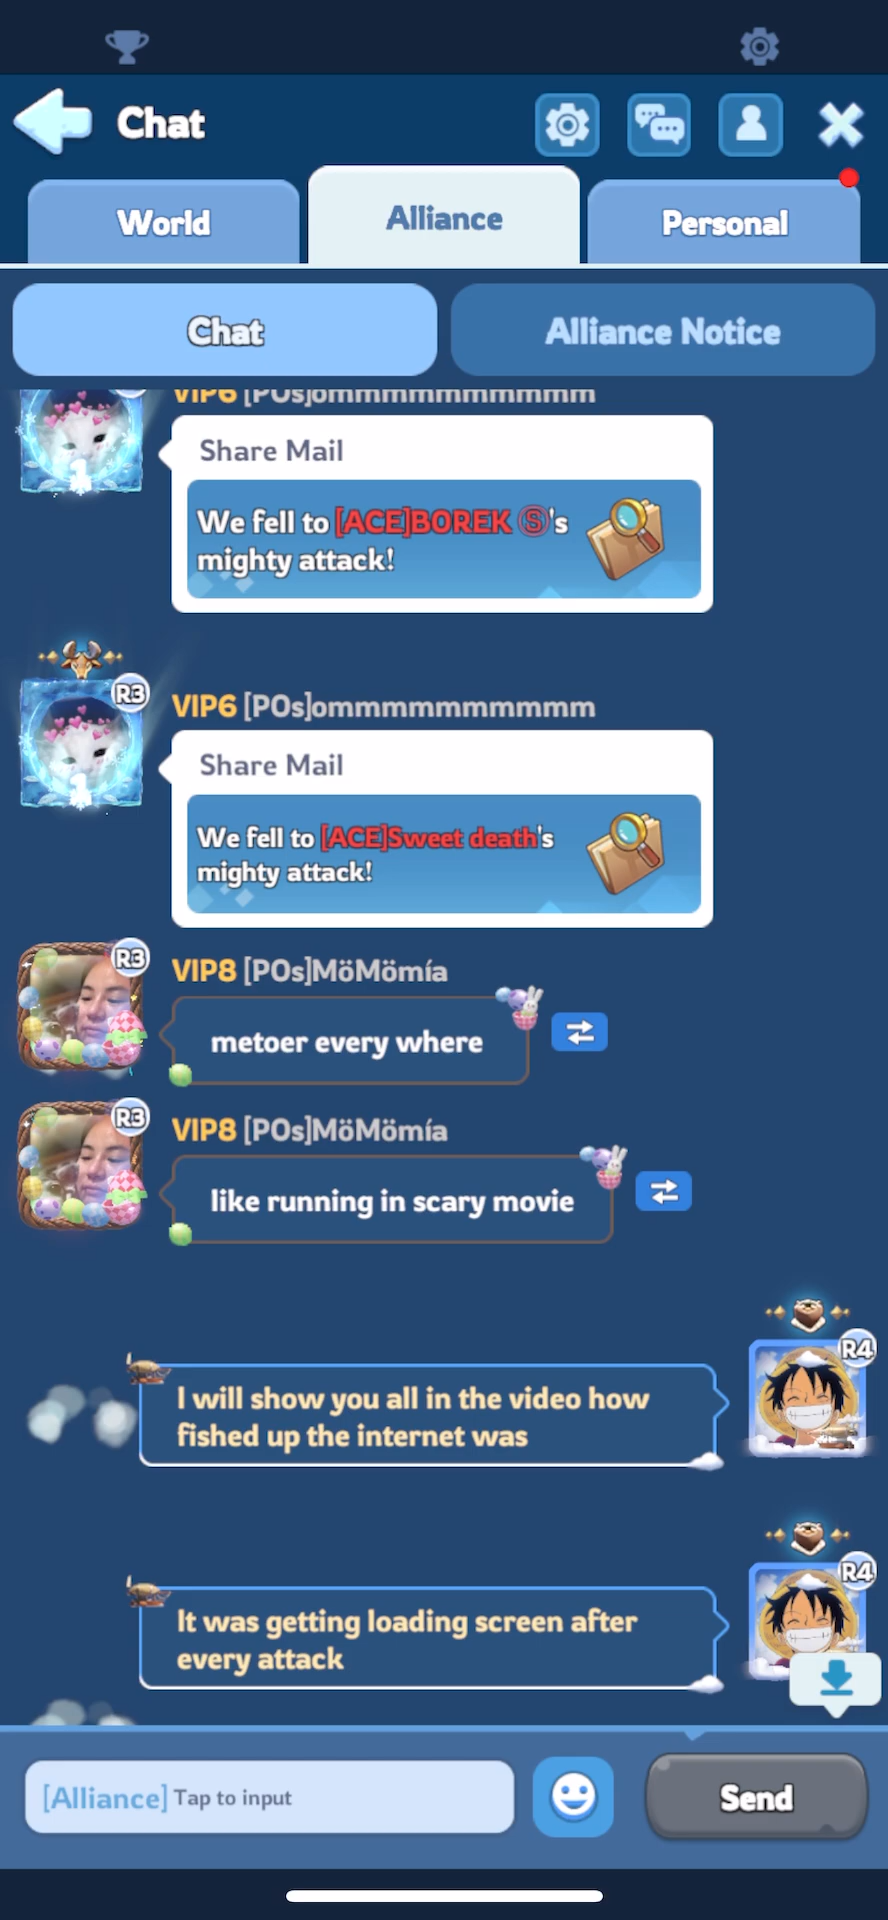 Chat
World
Alliance
Personal
Chat
Alliance Notice
VIP6 [POs]ommmmmmmmmm
Share Mail
We fell to [ACE]BOREK Ⓢ's
mighty attack!
R3
VIP6 [POs]ommmmmmmmmm
Share Mail
We fell to [ACE]Sweet death's
mighty attack!
R3
VIP8 [POs]MöMömía
metoer every where
R3
VIP8 [POs]MöMömía
like running in scary movie
R4
I will show you all in the video how
fished up the internet was
R4
It was getting loading screen after
every attack
[Alliance] Tap to input
Send